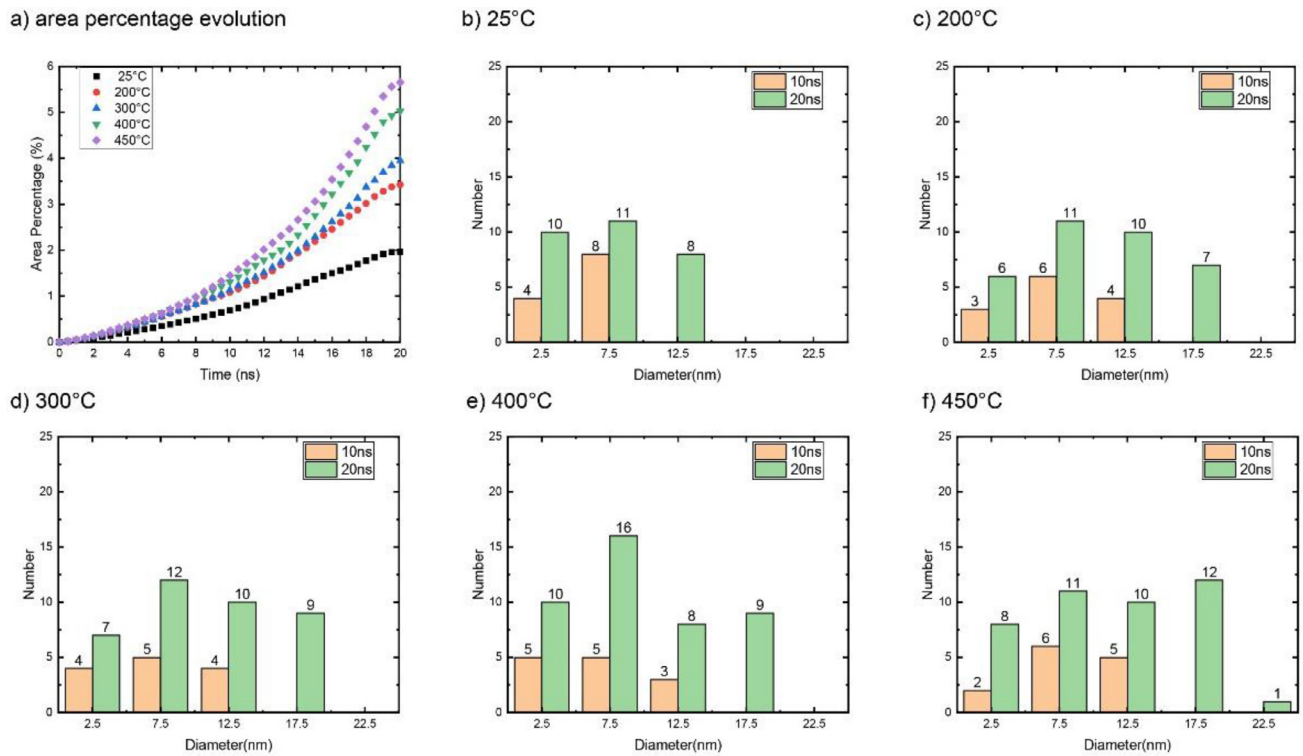 a) area percentage evolution
6
5
4
3
2
1
0
Area Percentage (%)
25°C
200°C
300°C
400°C
450°C
0 2 4 6 8 10 12 14 16 18 20
Time (ns)
b) 25°C
25
20
15
10
5
0
Number
10ns
20ns
4 10 8 11 8
2.5 7.5 12.5 17.5 22.5
Diameter(nm)
c) 200°C
25
20
15
10
5
0
Number
10ns
20ns
3 6 6 11 4 10 7
2.5 7.5 12.5 17.5 22.5
Diameter(nm)
d) 300°C
25
20
15
10
5
0
Number
10ns
20ns
4 7 5 12 4 10 9
2.5 7.5 12.5 17.5 22.5
Diameter(nm)
e) 400°C
25
20
15
10
5
0
Number
10ns
20ns
5 10 5 16 3 8 9
2.5 7.5 12.5 17.5 22.5
Diameter(nm)
f) 450°C
25
20
15
10
5
0
Number
10ns
20ns
2 8 6 11 5 10 12 1
2.5 7.5 12.5 17.5 22.5
Diameter(nm)